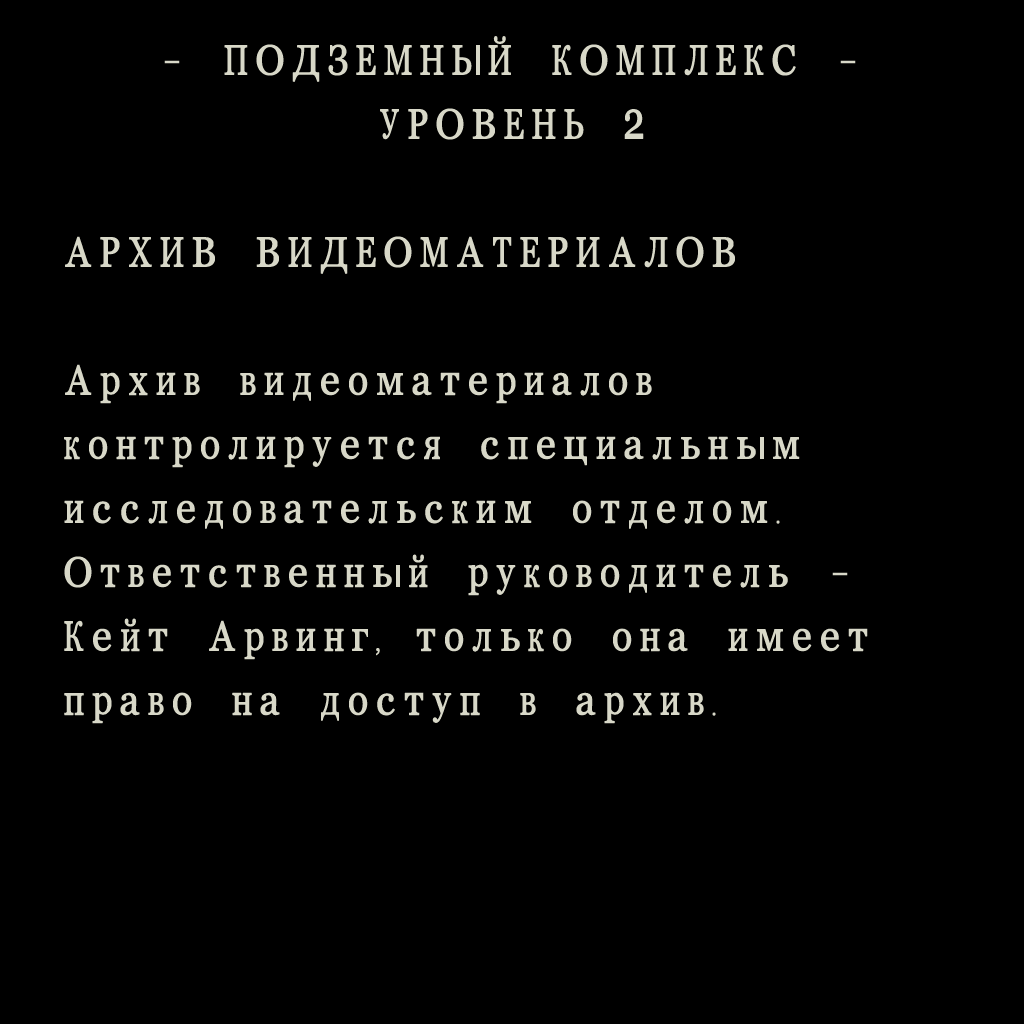 - ПОДЗЕМНЫЙ КОМПЛЕКС -
УРОВЕНЬ 2
АРХИВ ВИДЕОМАТЕРИАЛОВ
Архив видеоматериалов
контролируется специальным
исследовательским отделом.
Ответственный руководитель -
Кейт Арвинг, только она имеет
право на доступ в архив.